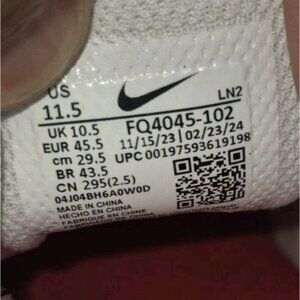 US
11.5
LN2
UK 10.5
FQ4045-102
EUR 45.5
11/15/23 | 02/23/24
cm 29.5
UPC 00197593619198
BR 43.5
CN 295(2.5)
04J04BH6A0W0D
MADE IN CHINA
HECHO EN CHINA
FABRIQUE EN CHINE